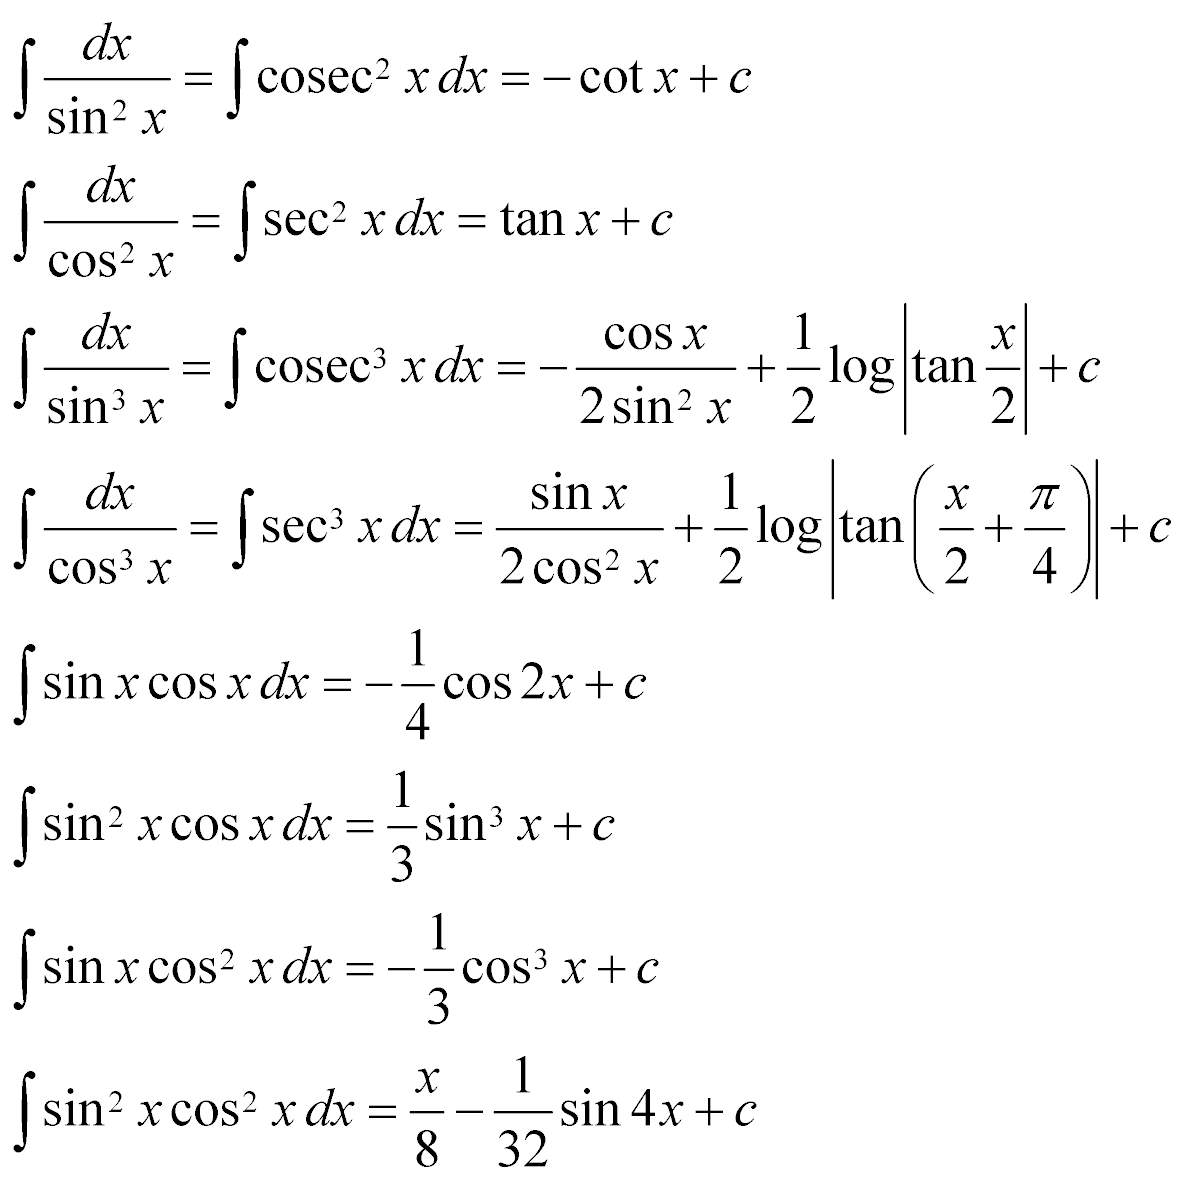 ∫ dx/sin² x = ∫ cosec² x dx = −cot x + c
∫ dx/cos² x = ∫ sec² x dx = tan x + c
∫ dx/sin³ x = ∫ cosec³ x dx = −cos x/(2 sin² x) + 1/2 log|tan x/2| + c
∫ dx/cos³ x = ∫ sec³ x dx = sin x/(2 cos² x) + 1/2 log|tan(x/2 + π/4)| + c
∫ sin x cos x dx = −1/4 cos 2x + c
∫ sin² x cos x dx = 1/3 sin³ x + c
∫ sin x cos² x dx = −1/3 cos³ x + c
∫ sin² x cos² x dx = x/8 − 1/32 sin 4x + c